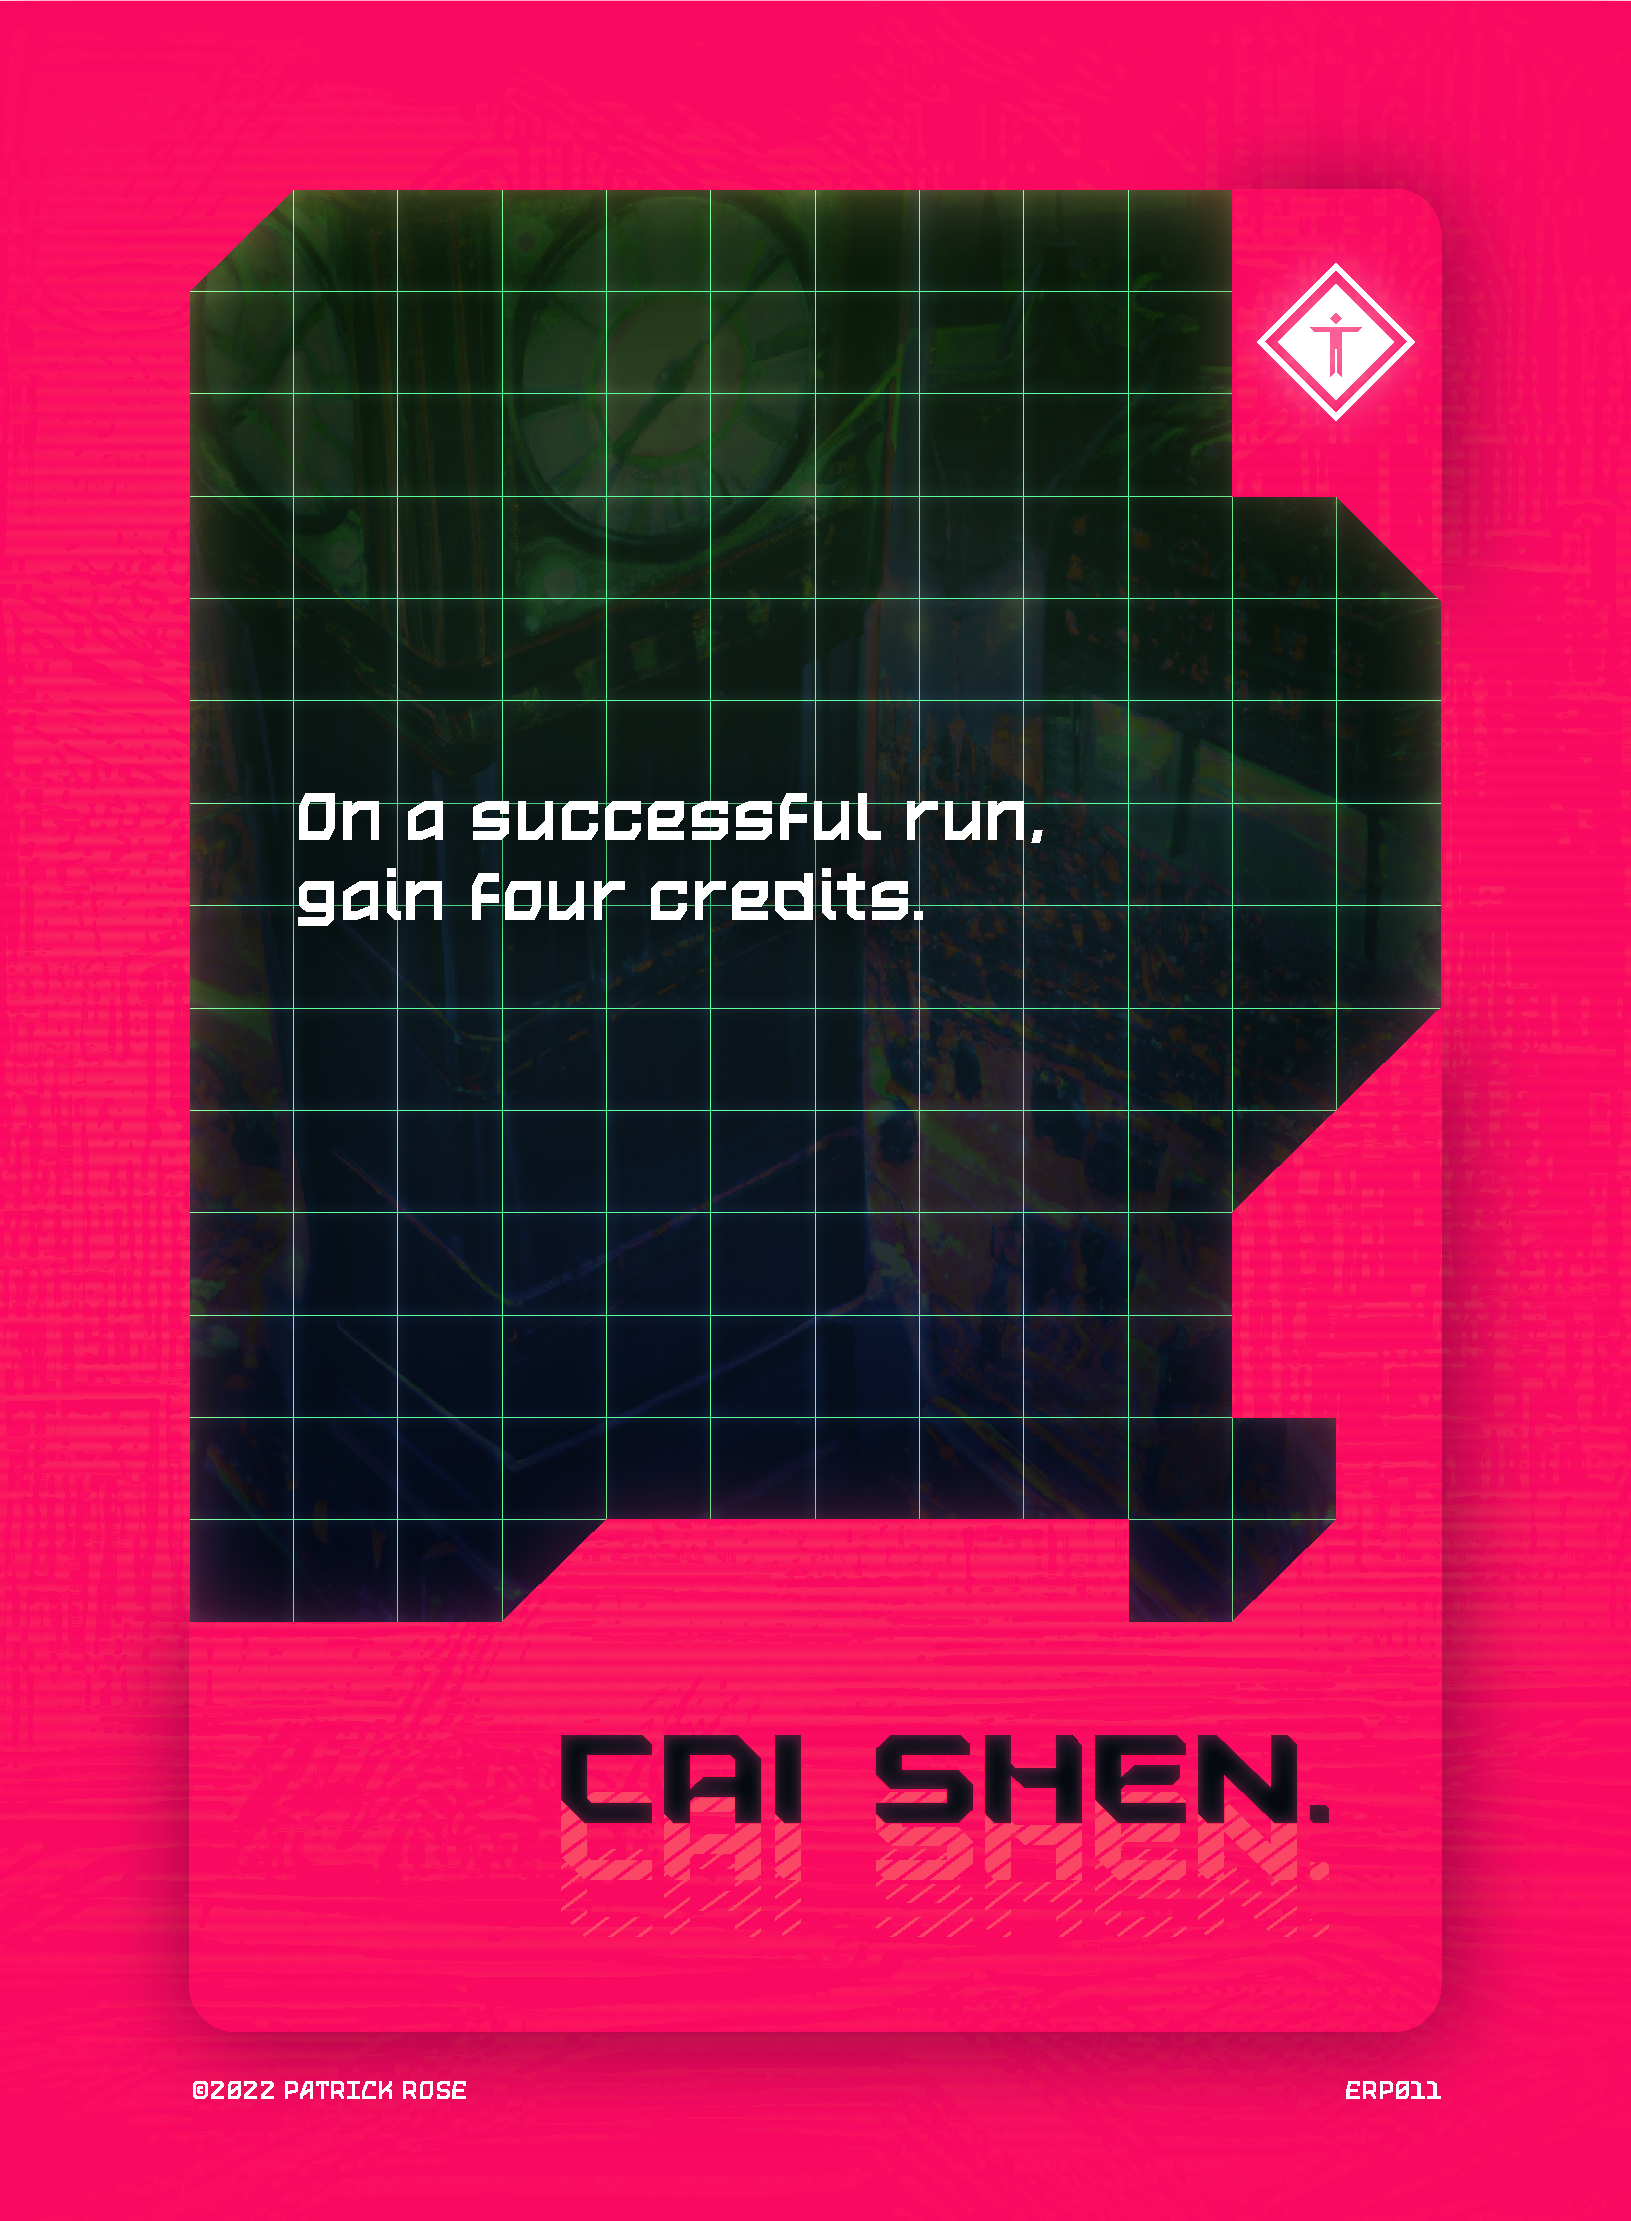 On a successful run,
gain four credits.
CAI SHEN.
©2022 PATRICK ROSE
ERP011